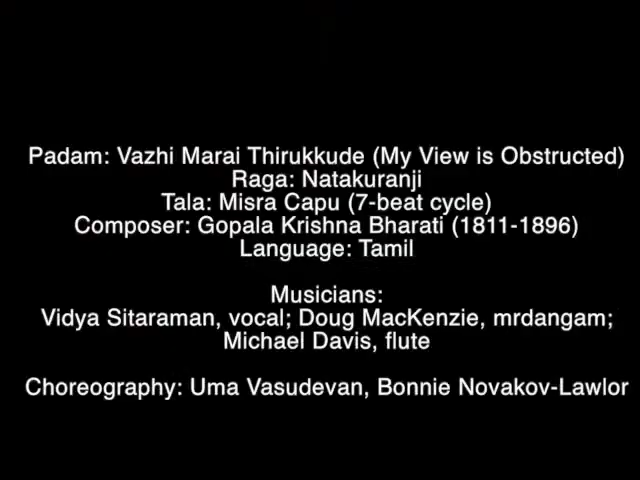 Padam: Vazhi Marai Thirukkude (My View is Obstructed)
Raga: Natakuranji
Tala: Misra Capu (7-beat cycle)
Composer: Gopala Krishna Bharati (1811-1896)
Language: Tamil
Musicians:
Vidya Sitaraman, vocal; Doug MacKenzie, mrdangam;
Michael Davis, flute
Choreography: Uma Vasudevan, Bonnie Novakov-Lawlor